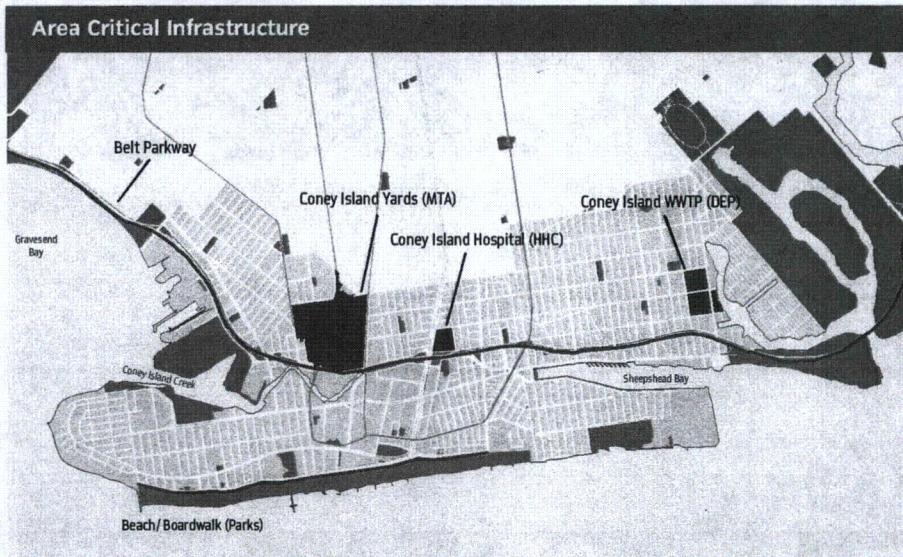 Area Critical Infrastructure
Belt Parkway
Coney Island Yards (MTA)
Coney Island WWTP (DEP)
Gravesend
Bay
Coney Island Hospital (HHC)
Coney Island Creek
Sheepshead Bay
Beach/Boardwalk (Parks)